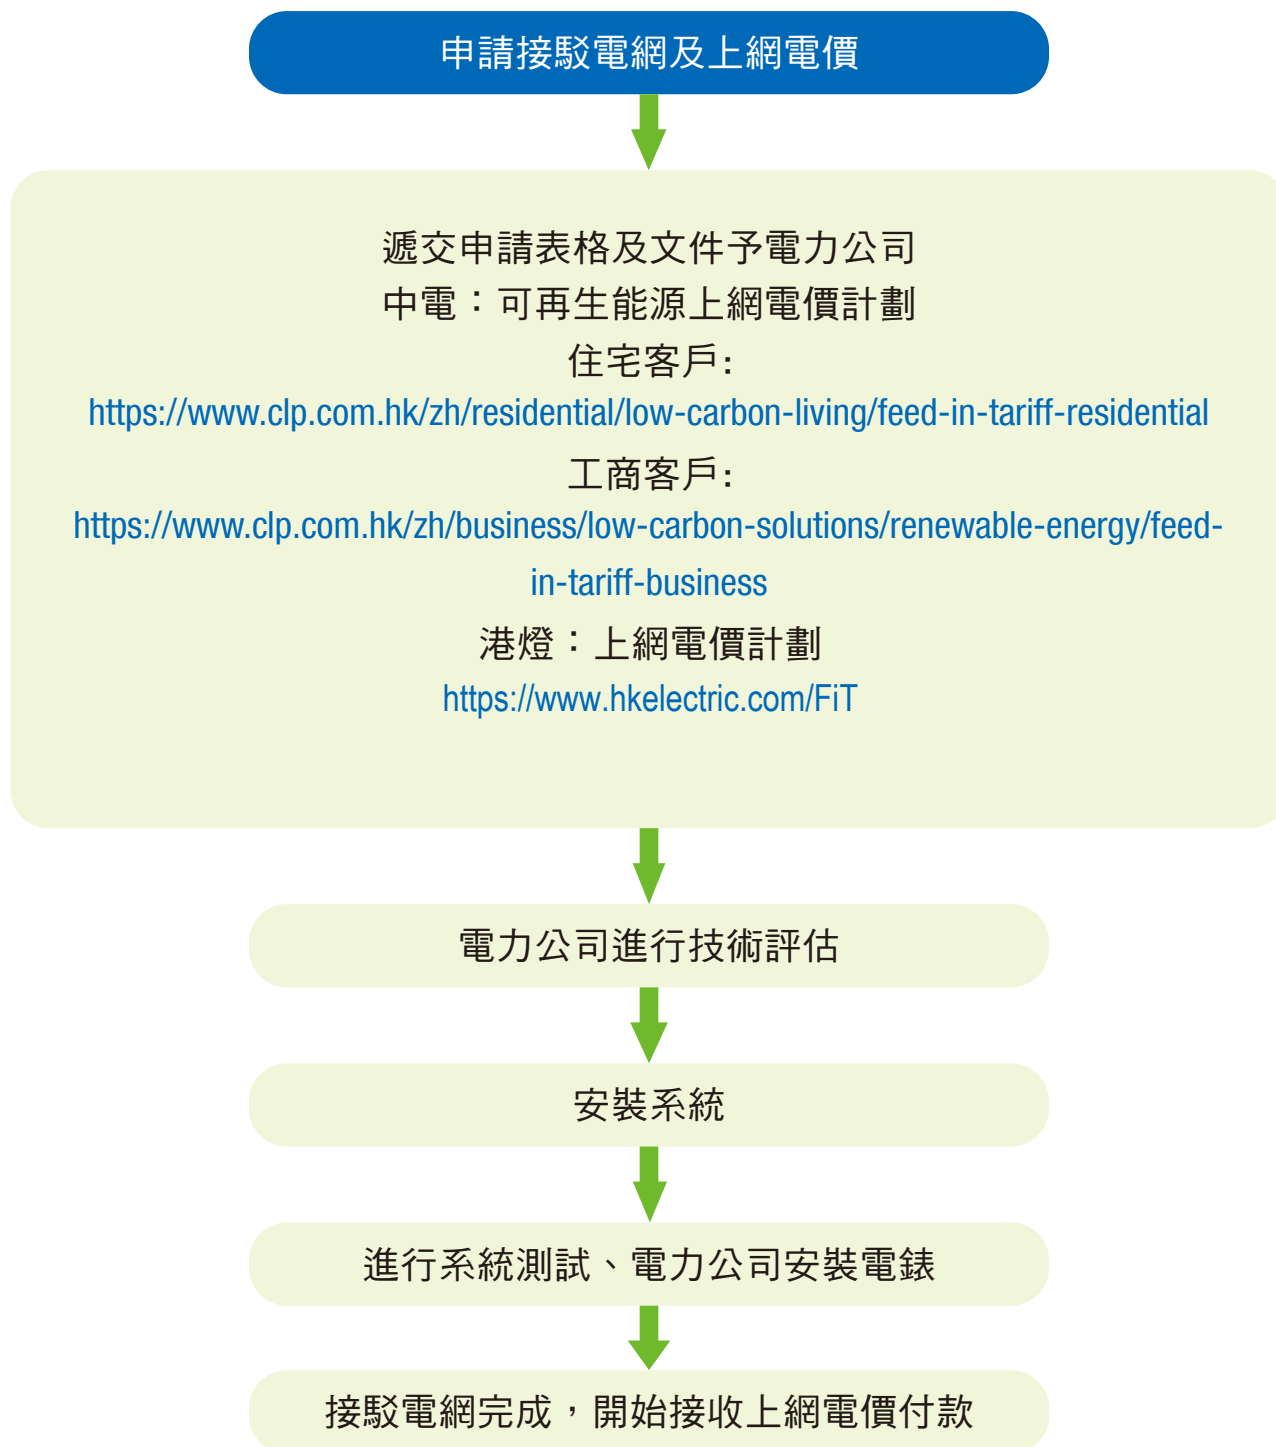 申請接駁電網及上網電價
遞交申請表格及文件予電力公司
中電：可再生能源上網電價計劃
住宅客戶:
https://www.clp.com.hk/zh/residential/low-carbon-living/feed-in-tariff-residential
工商客戶:
https://www.clp.com.hk/zh/business/low-carbon-solutions/renewable-energy/feed-
in-tariff-business
港燈：上網電價計劃
https://www.hkelectric.com/FiT
電力公司進行技術評估
安裝系統
進行系統測試、電力公司安裝電錶
接駁電網完成，開始接收上網電價付款